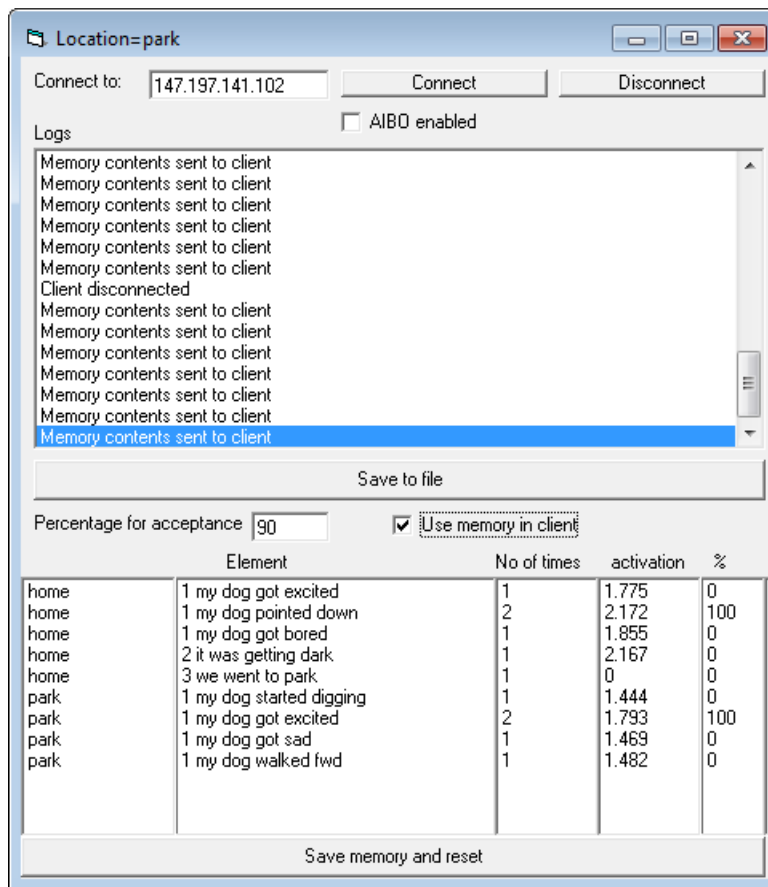 Location=park
Connect to: 147.197.141.102 Connect Disconnect
AIBO enabled
Logs
Memory contents sent to client
Memory contents sent to client
Memory contents sent to client
Memory contents sent to client
Memory contents sent to client
Memory contents sent to client
Client disconnected
Memory contents sent to client
Memory contents sent to client
Memory contents sent to client
Memory contents sent to client
Memory contents sent to client
Memory contents sent to client
Memory contents sent to client
Save to file
Percentage for acceptance 90 Use memory in client
Element No of times activation %
home 1 my dog got excited 1 1.775 0
home 1 my dog pointed down 2 2.172 100
home 1 my dog got bored 1 1.855 0
home 2 it was getting dark 1 2.167 0
home 3 we went to park 1 0 0
park 1 my dog started digging 1 1.444 0
park 1 my dog got excited 2 1.793 100
park 1 my dog got sad 1 1.469 0
park 1 my dog walked fwd 1 1.482 0
Save memory and reset